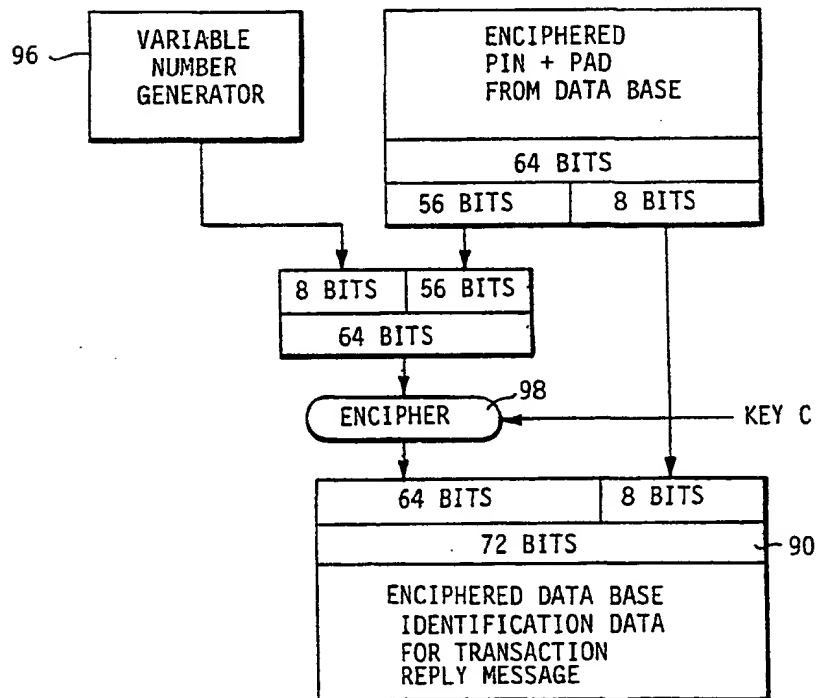 96
VARIABLE
NUMBER
GENERATOR
ENCIPHERED
PIN + PAD
FROM DATA BASE
64 BITS
56 BITS
8 BITS
8 BITS
56 BITS
64 BITS
ENCIPHER
98
KEY C
64 BITS
8 BITS
72 BITS
90
ENCIPHERED DATA BASE
IDENTIFICATION DATA
FOR TRANSACTION
REPLY MESSAGE